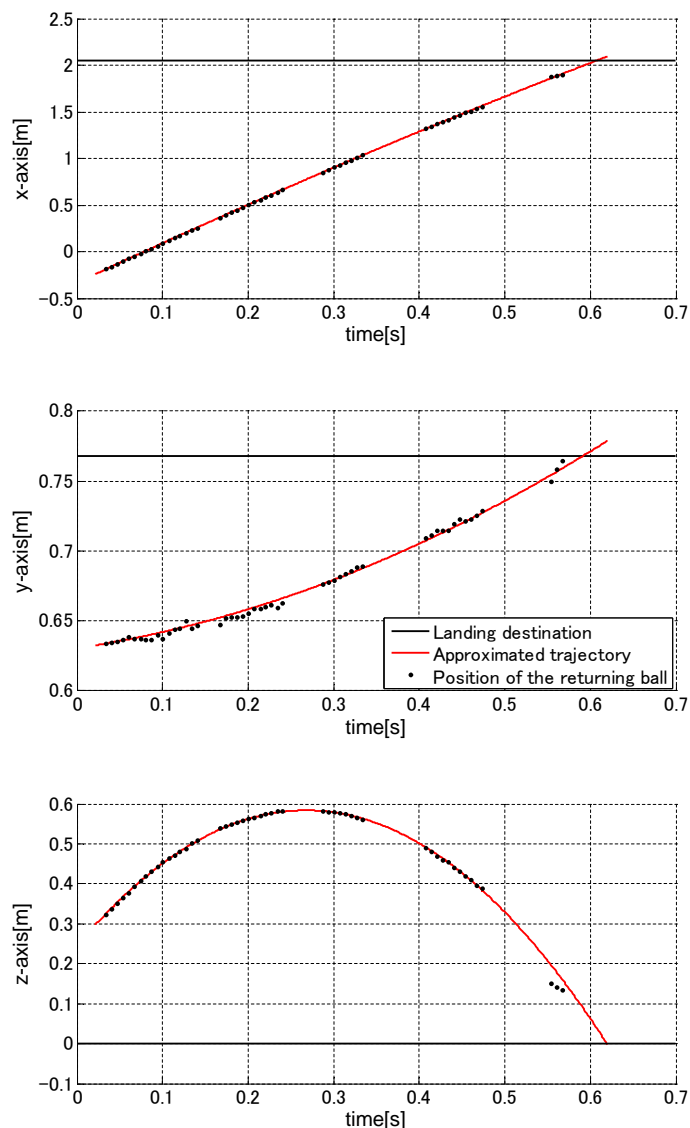 2.5
2
1.5
1
0.5
0
−0.5
x-axis[m]
0 0.1 0.2 0.3 0.4 0.5 0.6 0.7
time[s]
0.8
0.75
0.7
0.65
0.6
y-axis[m]
Landing destination
Approximated trajectory
Position of the returning ball
0 0.1 0.2 0.3 0.4 0.5 0.6 0.7
time[s]
0.6
0.5
0.4
0.3
0.2
0.1
0
−0.1
z-axis[m]
0 0.1 0.2 0.3 0.4 0.5 0.6 0.7
time[s]